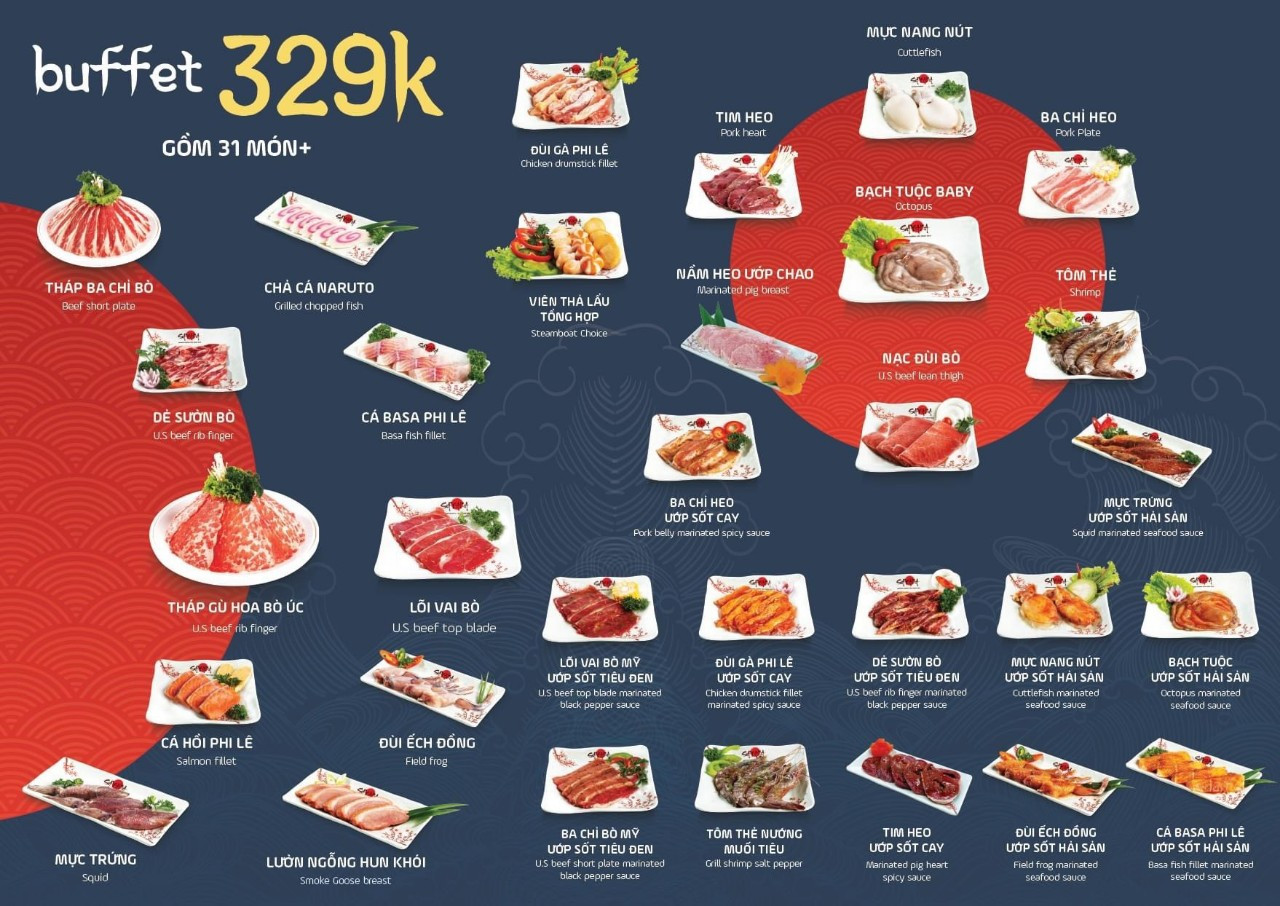 buffet 329k
GỒM 31 MÓN+
ĐÙI GÀ PHI LÊ
Chicken drumstick fillet
MỰC NANG NÚT
Cuttlefish
TIM HEO
Pork heart
BA CHỈ HEO
Pork Plate
BẠCH TUỘC BABY
Octopus
THÁP BA CHỈ BÒ
Beef short plate
CHẢ CÁ NARUTO
Grilled chopped fish
VIÊN THẢ LẨU
TỔNG HỢP
Steamboat Choice
NẦM HEO ƯỚP CHAO
Marinated pig breast
TÔM THẺ
Shrimp
NẠC ĐÙI BÒ
U.S beef lean thigh
DẺ SƯỜN BÒ
U.S beef rib finger
CÁ BASA PHI LÊ
Basa fish fillet
BA CHỈ HEO
ƯỚP SỐT CAY
Pork belly marinated spicy sauce
MỰC TRỨNG
ƯỚP SỐT HẢI SẢN
Squid marinated seafood sauce
THÁP GÙ HOA BÒ ÚC
U.S beef rib finger
LÕI VAI BÒ
U.S beef top blade
LÕI VAI BÒ MỸ
ƯỚP SỐT TIÊU ĐEN
U.S beef top blade marinated
black pepper sauce
ĐÙI GÀ PHI LÊ
ƯỚP SỐT CAY
Chicken drumstick fillet
marinated spicy sauce
DẺ SƯỜN BÒ
ƯỚP SỐT TIÊU ĐEN
U.S beef rib finger marinated
black pepper sauce
MỰC NANG NÚT
ƯỚP SỐT HẢI SẢN
Cuttlefish marinated
seafood sauce
BẠCH TUỘC
ƯỚP SỐT HẢI SẢN
Octopus marinated
seafood sauce
CÁ HỒI PHI LÊ
Salmon fillet
ĐÙI ẾCH ĐỒNG
Field frog
MỰC TRỨNG
Squid
LƯỜN NGỖNG HUN KHÓI
Smoke Goose breast
BA CHỈ BÒ MỸ
ƯỚP SỐT TIÊU ĐEN
U.S beef short plate marinated
black pepper sauce
TÔM THẺ NƯỚNG
MUỐI TIÊU
Grill shrimp salt pepper
TIM HEO
ƯỚP SỐT CAY
Marinated pig heart
spicy sauce
ĐÙI ẾCH ĐỒNG
ƯỚP SỐT HẢI SẢN
Field frog marinated
seafood sauce
CÁ BASA PHI LÊ
ƯỚP SỐT HẢI SẢN
Basa fish fillet marinated
seafood sauce